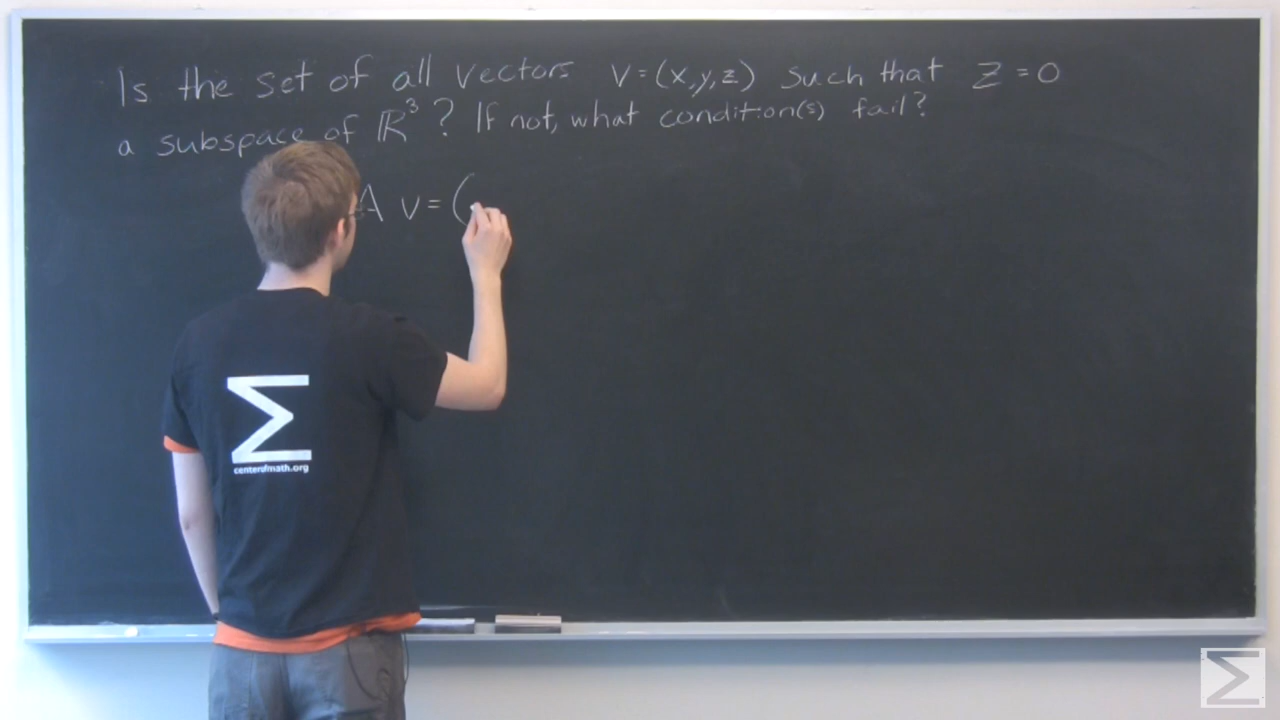 Is the set of all vectors v=(x,y,z) such that z=0
a subspace of ℝ³? If not, what condition(s) fail?
A v=(
Σ
centerofmath.org
Σ